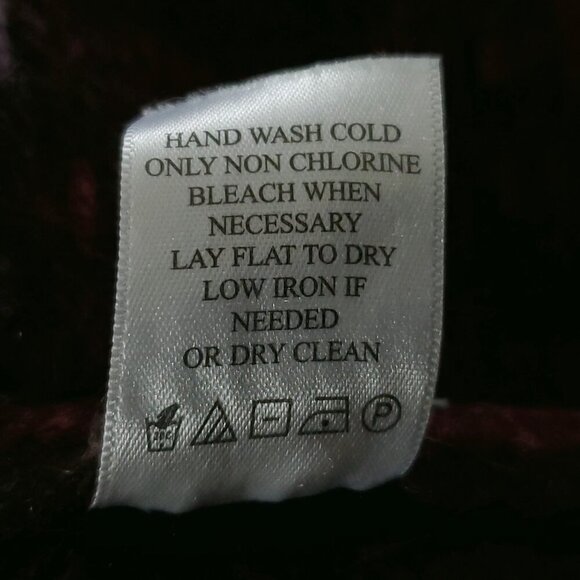 HAND WASH COLD
ONLY NON CHLORINE
BLEACH WHEN
NECESSARY
LAY FLAT TO DRY
LOW IRON IF
NEEDED
OR DRY CLEAN
P